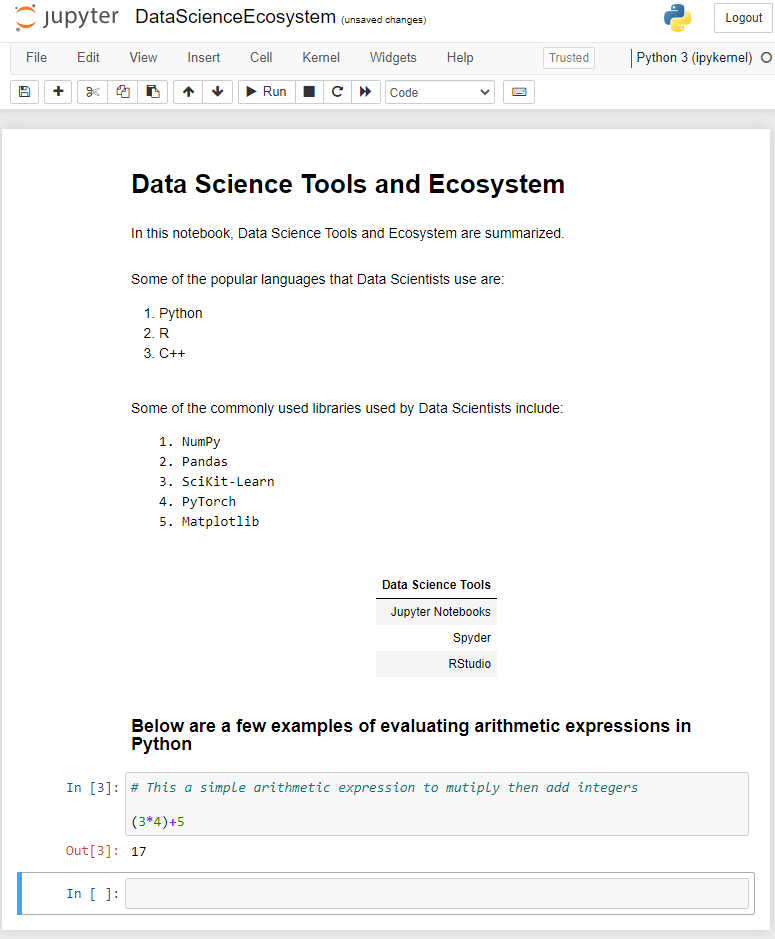 jupyter DataScienceEcosystem (unsaved changes) Logout
File Edit View Insert Cell Kernel Widgets Help Trusted Python 3 (ipykernel)
Run Code
Data Science Tools and Ecosystem
In this notebook, Data Science Tools and Ecosystem are summarized.
Some of the popular languages that Data Scientists use are:
1. Python
2. R
3. C++
Some of the commonly used libraries used by Data Scientists include:
1. NumPy
2. Pandas
3. SciKit-Learn
4. PyTorch
5. Matplotlib
Data Science Tools
Jupyter Notebooks
Spyder
RStudio
Below are a few examples of evaluating arithmetic expressions in
Python
In [3]: # This a simple arithmetic expression to mutiply then add integers
(3*4)+5
Out[3]: 17
In [ ]: